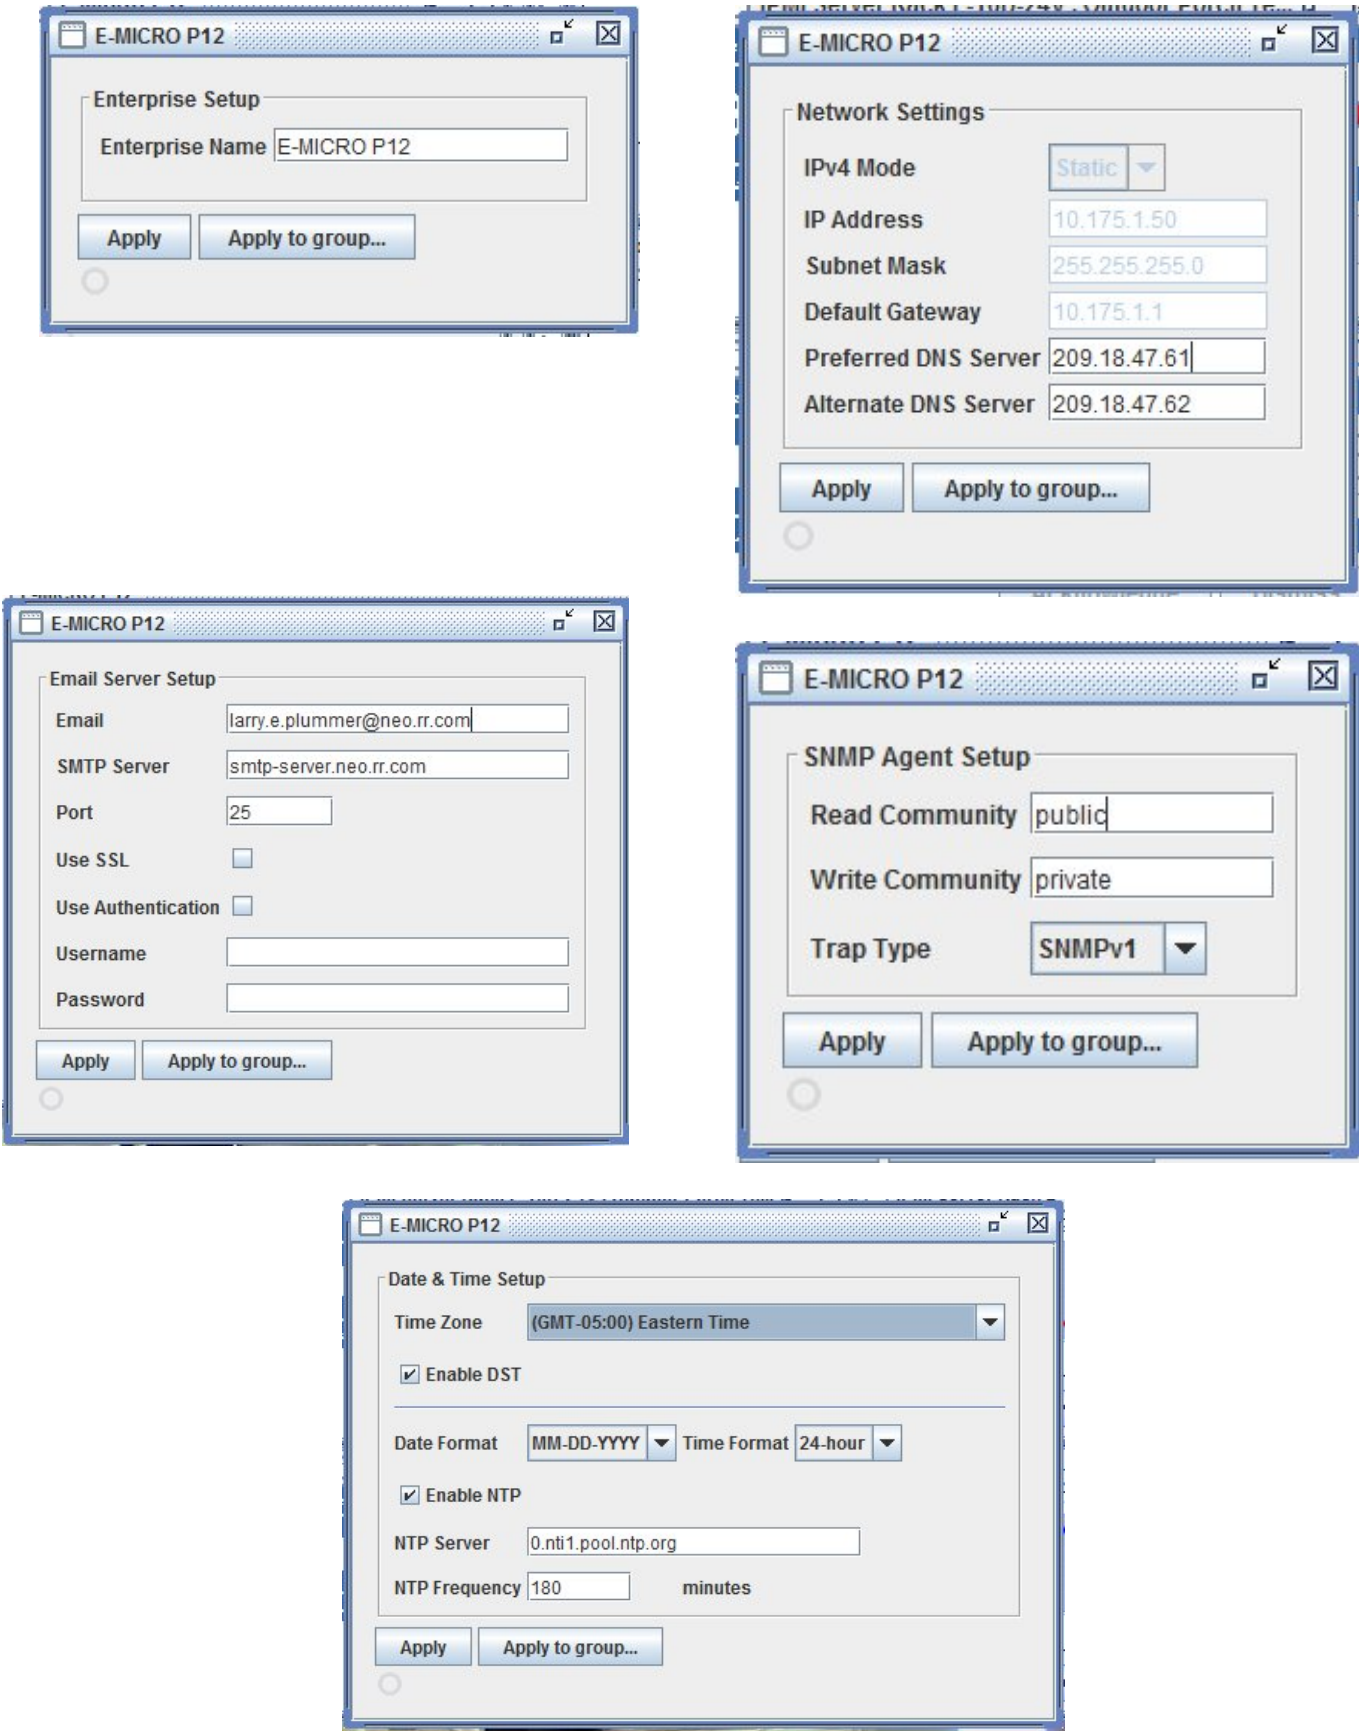 E-MICRO P12
Enterprise Setup
Enterprise Name E-MICRO P12
Apply Apply to group...
E-MICRO P12
Network Settings
IPv4 Mode Static
IP Address 10.175.1.50
Subnet Mask 255.255.255.0
Default Gateway 10.175.1.1
Preferred DNS Server 209.18.47.61
Alternate DNS Server 209.18.47.62
Apply Apply to group...
E-MICRO P12
Email Server Setup
Email larry.e.plummer@neo.rr.com
SMTP Server smtp-server.neo.rr.com
Port 25
Use SSL
Use Authentication
Username
Password
Apply Apply to group...
E-MICRO P12
SNMP Agent Setup
Read Community public
Write Community private
Trap Type SNMPv1
Apply Apply to group...
E-MICRO P12
Date & Time Setup
Time Zone (GMT-05:00) Eastern Time
Enable DST
Date Format MM-DD-YYYY Time Format 24-hour
Enable NTP
NTP Server 0.nti1.pool.ntp.org
NTP Frequency 180 minutes
Apply Apply to group...